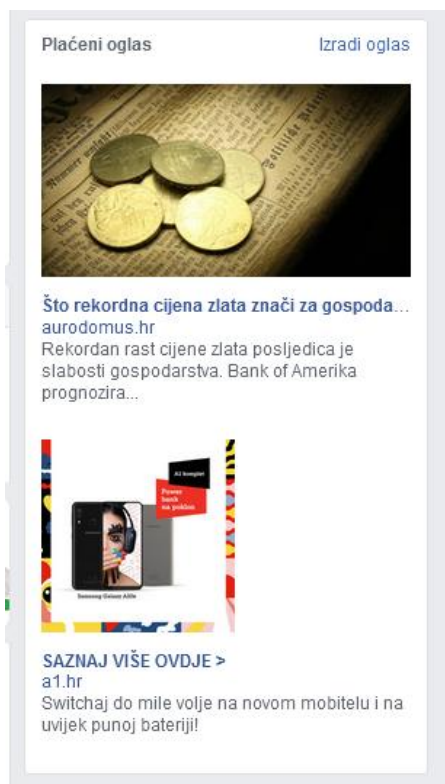 Plaćeni oglas
Izradi oglas
Što rekordna cijena zlata znači za gospoda...
aurodomus.hr
Rekordan rast cijene zlata posljedica je
slabosti gospodarstva. Bank of Amerika
prognozira...
A1 komplet
Power
bank
na poklon
Samsung Galaxy
SAZNAJ VIŠE OVDJE >
a1.hr
Switchaj do mile volje na novom mobitelu i na
uvijek punoj bateriji!